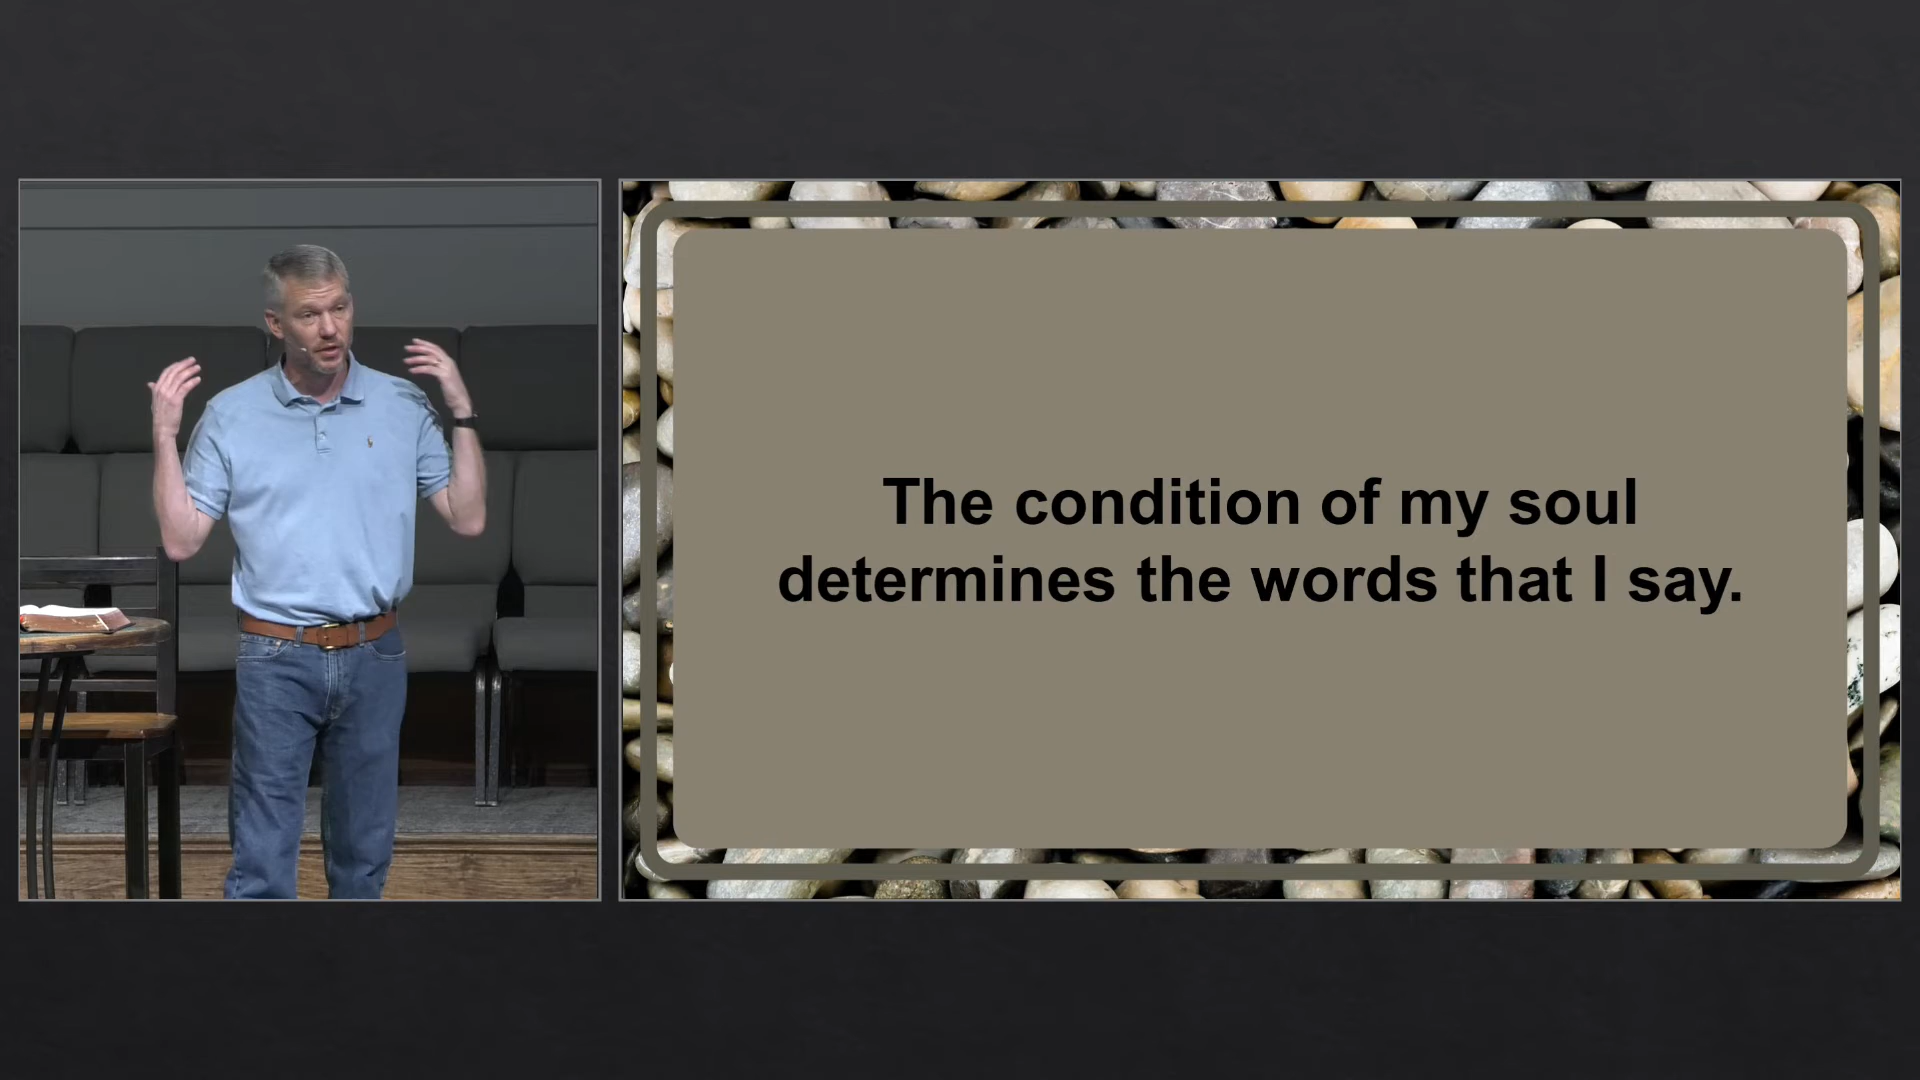 The condition of my soul
determines the words that I say.